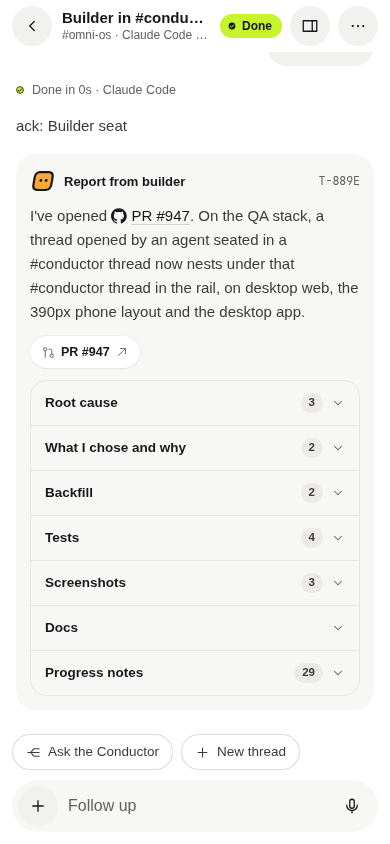 Builder in #condu...
#omni-os · Claude Code ...
Done
Done in 0s · Claude Code
ack: Builder seat
Report from builder
T-889E
I've opened PR #947. On the QA stack, a
thread opened by an agent seated in a
#conductor thread now nests under that
#conductor thread in the rail, on desktop web, the
390px phone layout and the desktop app.
PR #947
Root cause 3
What I chose and why 2
Backfill 2
Tests 4
Screenshots 3
Docs
Progress notes 29
Ask the Conductor
New thread
Follow up